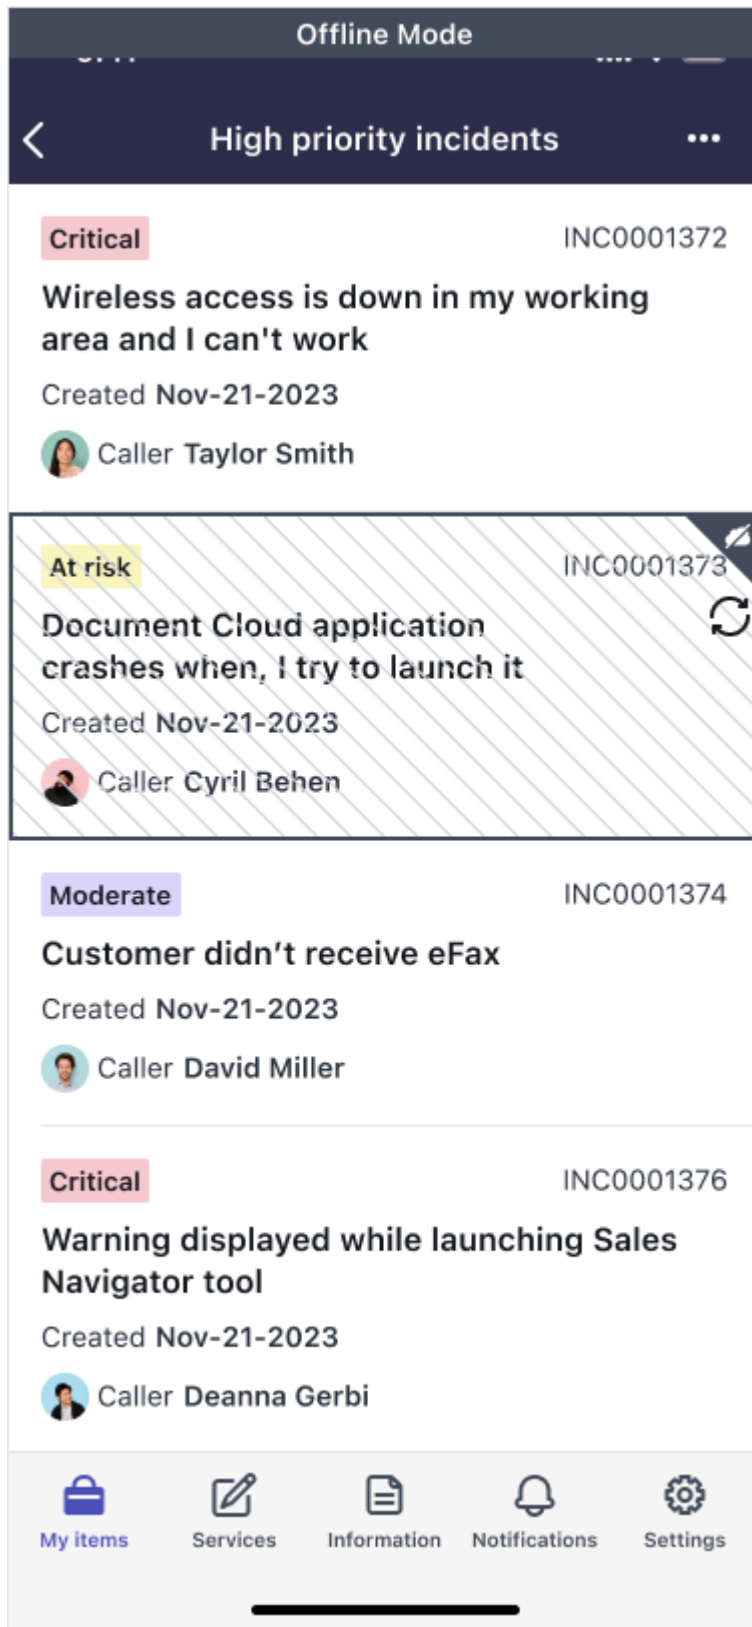 Offline Mode
High priority incidents
Critical
INC0001372
Wireless access is down in my working
area and I can't work
Created Nov-21-2023
Caller Taylor Smith
At risk
INC0001373
Document Cloud application
crashes when, I try to launch it
Created Nov-21-2023
Caller Cyril Behen
Moderate
INC0001374
Customer didn’t receive eFax
Created Nov-21-2023
Caller David Miller
Critical
INC0001376
Warning displayed while launching Sales
Navigator tool
Created Nov-21-2023
Caller Deanna Gerbi
My items
Services
Information
Notifications
Settings